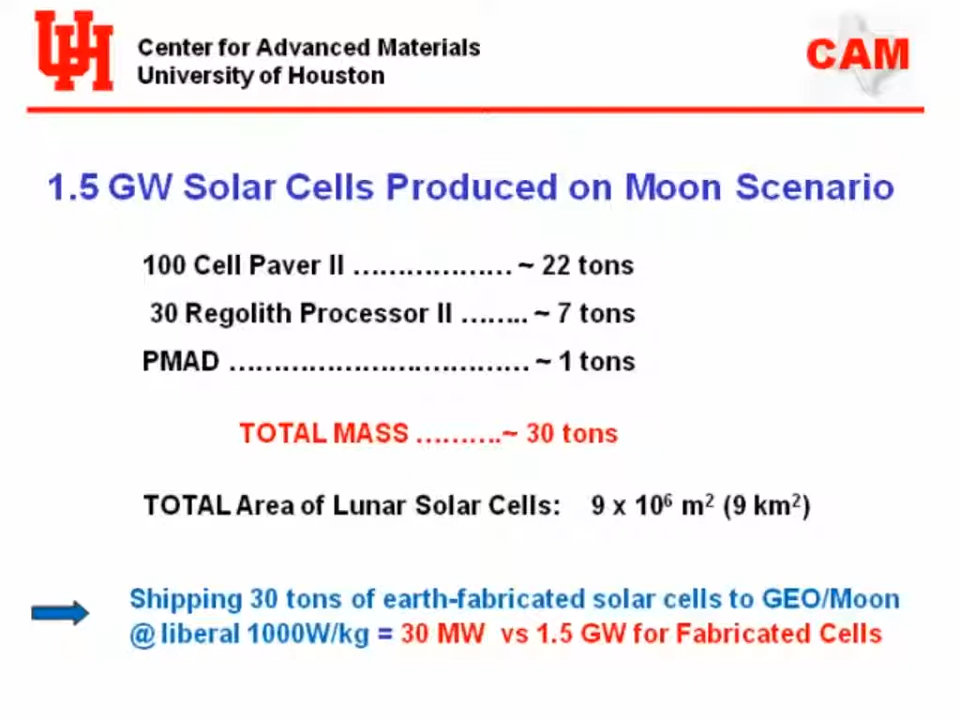 UH
Center for Advanced Materials
University of Houston
CAM
1.5 GW Solar Cells Produced on Moon Scenario
100 Cell Paver II ……………… ~ 22 tons
30 Regolith Processor II …….. ~ 7 tons
PMAD …………………………… ~ 1 tons
TOTAL MASS ……….~ 30 tons
TOTAL Area of Lunar Solar Cells: 9 x 10⁶ m² (9 km²)
Shipping 30 tons of earth-fabricated solar cells to GEO/Moon
@ liberal 1000W/kg = 30 MW vs 1.5 GW for Fabricated Cells